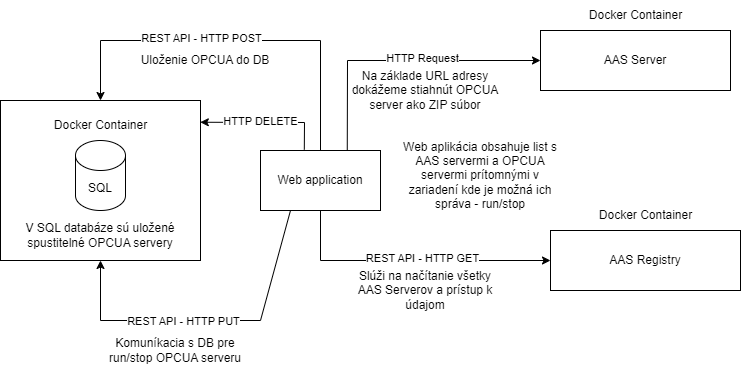 Docker Container
AAS Server
REST API - HTTP POST
Uloženie OPCUA do DB
HTTP Request
Na základe URL adresy
dokážeme stiahnúť OPCUA
server ako ZIP súbor
Docker Container
SQL
V SQL databáze sú uložené
spustitelné OPCUA servery
HTTP DELETE
Web application
Web aplikácia obsahuje list s
AAS servermi a OPCUA
servermi prítomnými v
zariadení kde je možná ich
správa - run/stop
Docker Container
AAS Registry
REST API - HTTP GET
Slúži na načítanie všetky
AAS Serverov a prístup k
údajom
REST API - HTTP PUT
Komuníkacia s DB pre
run/stop OPCUA serveru